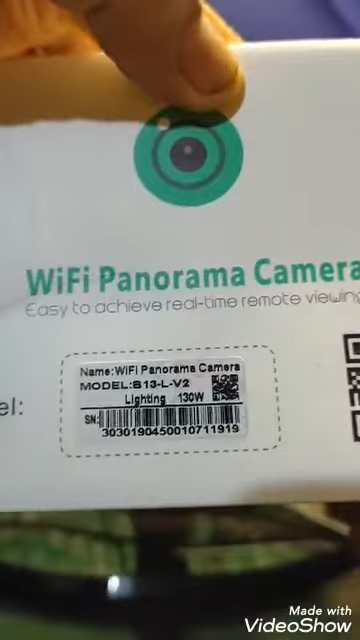 WiFi Panorama Camera
Easy to achieve real-time remote viewing
Name:WIFI Panorama Camera
MODEL:B13-L-V2
Lighting 130W
el:
SN:
3030190450010711919
Made with
VideoShow